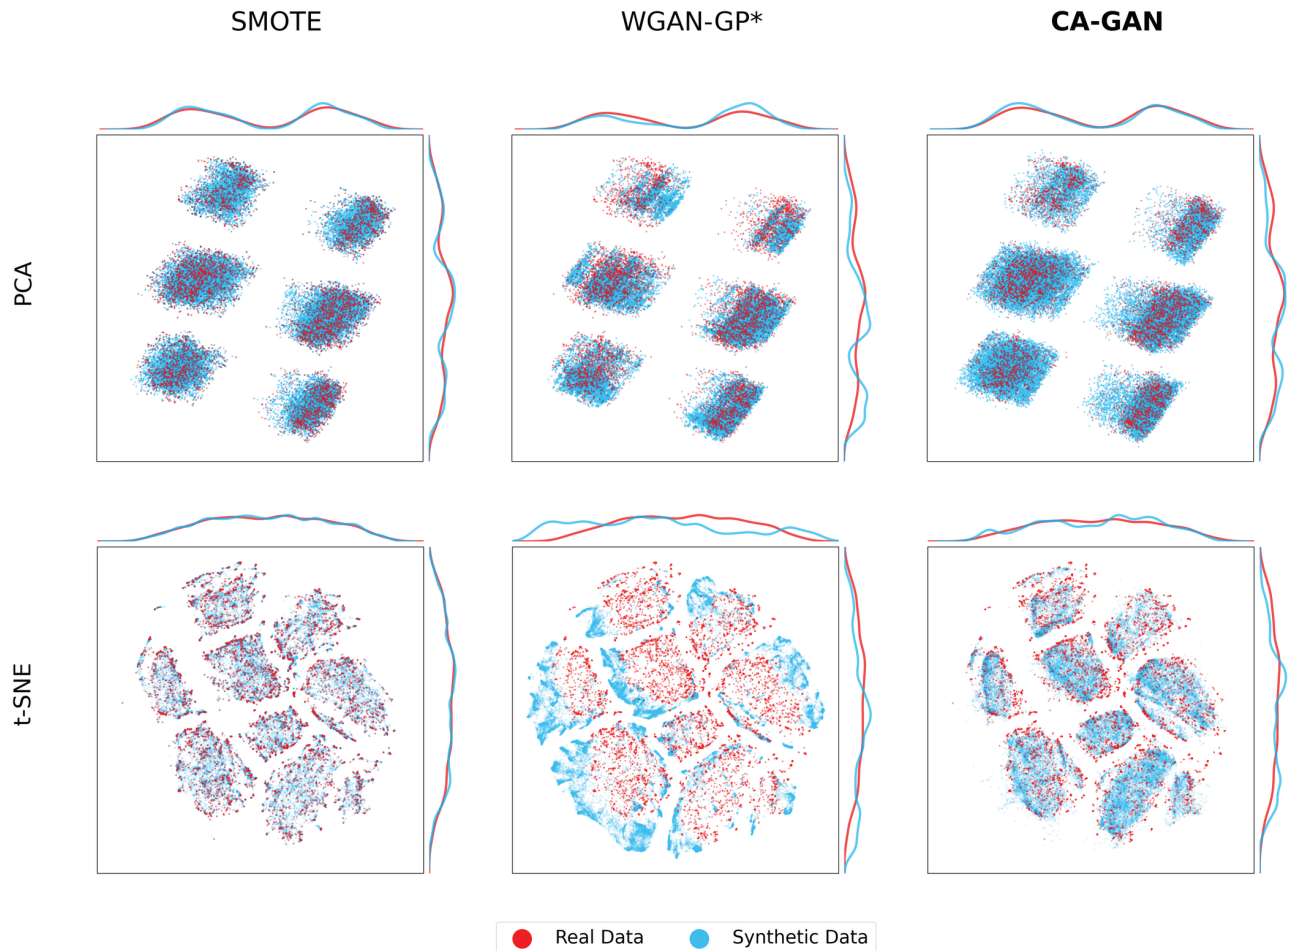 SMOTE
WGAN-GP*
CA-GAN
PCA
t-SNE
Real Data
Synthetic Data